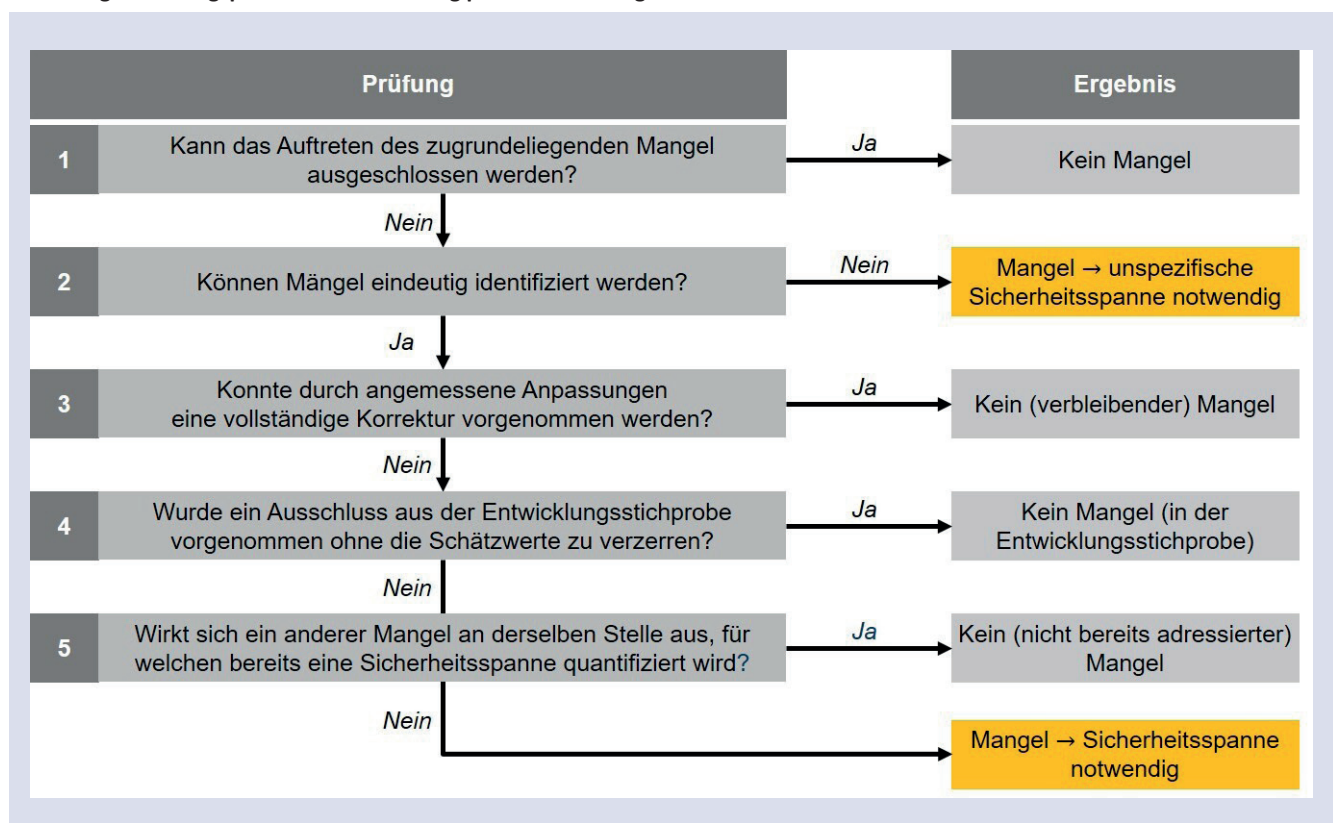 Prüfung
Ergebnis
1
Kann das Auftreten des zugrundeliegenden Mangel
ausgeschlossen werden?
Ja
Kein Mangel
Nein
2
Können Mängel eindeutig identifiziert werden?
Nein
Mangel → unspezifische
Sicherheitsspanne notwendig
Ja
3
Konnte durch angemessene Anpassungen
eine vollständige Korrektur vorgenommen werden?
Ja
Kein (verbleibender) Mangel
Nein
4
Wurde ein Ausschluss aus der Entwicklungsstichprobe
vorgenommen ohne die Schätzwerte zu verzerren?
Ja
Kein Mangel (in der
Entwicklungsstichprobe)
Nein
5
Wirkt sich ein anderer Mangel an derselben Stelle aus, für
welchen bereits eine Sicherheitsspanne quantifiziert wird?
Ja
Kein (nicht bereits adressierter)
Mangel
Nein
Mangel → Sicherheitsspanne
notwendig